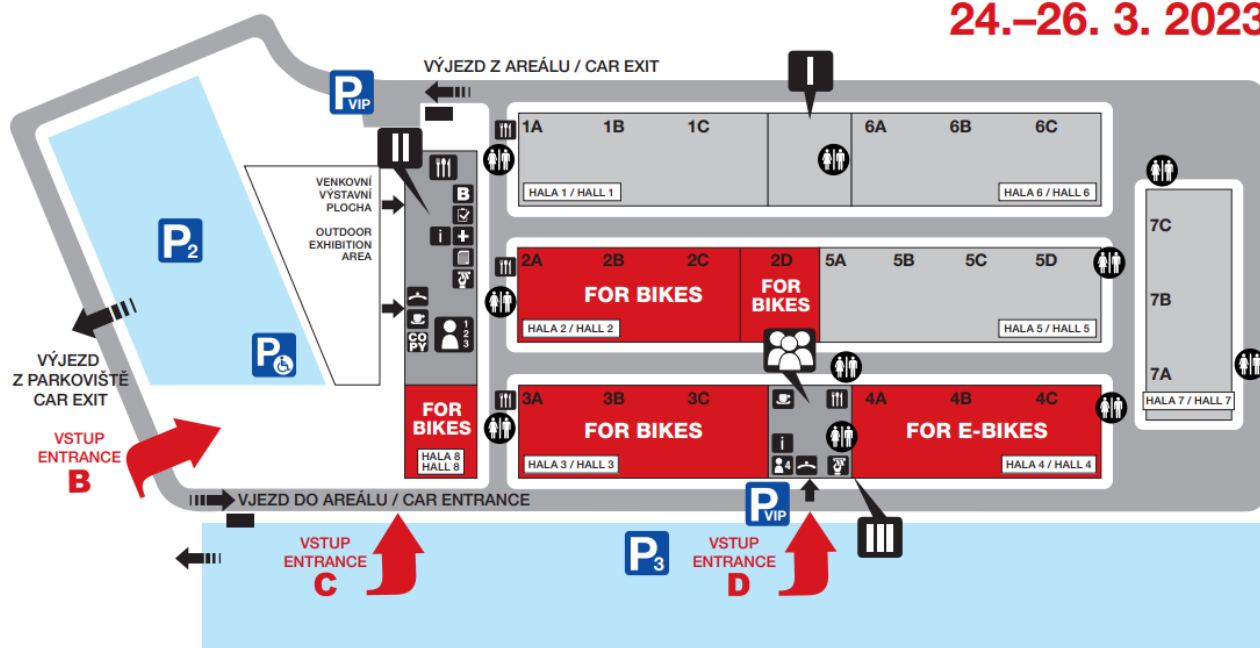 24.–26. 3. 2023
VÝJEZD Z AREÁLU / CAR EXIT
P VIP
I
II
1A 1B 1C 6A 6B 6C
HALA 1 / HALL 1
HALA 6 / HALL 6
VENKOVNÍ
VÝSTAVNÍ
PLOCHA
OUTDOOR
EXHIBITION
AREA
B
i
COPY
1
2
3
P2
P
2A 2B 2C 2D 5A 5B 5C 5D
FOR BIKES
FOR
BIKES
HALA 2 / HALL 2
HALA 5 / HALL 5
7C
7B
7A
HALA 7 / HALL 7
VÝJEZD
Z PARKOVIŠTĚ
CAR EXIT
VSTUP
ENTRANCE
B
FOR
BIKES
HALA 8
HALL 8
3A 3B 3C 4A 4B 4C
FOR BIKES
FOR E-BIKES
i
4
HALA 3 / HALL 3
HALA 4 / HALL 4
VJEZD DO AREÁLU / CAR ENTRANCE
P VIP
III
VSTUP
ENTRANCE
C
P3
VSTUP
ENTRANCE
D